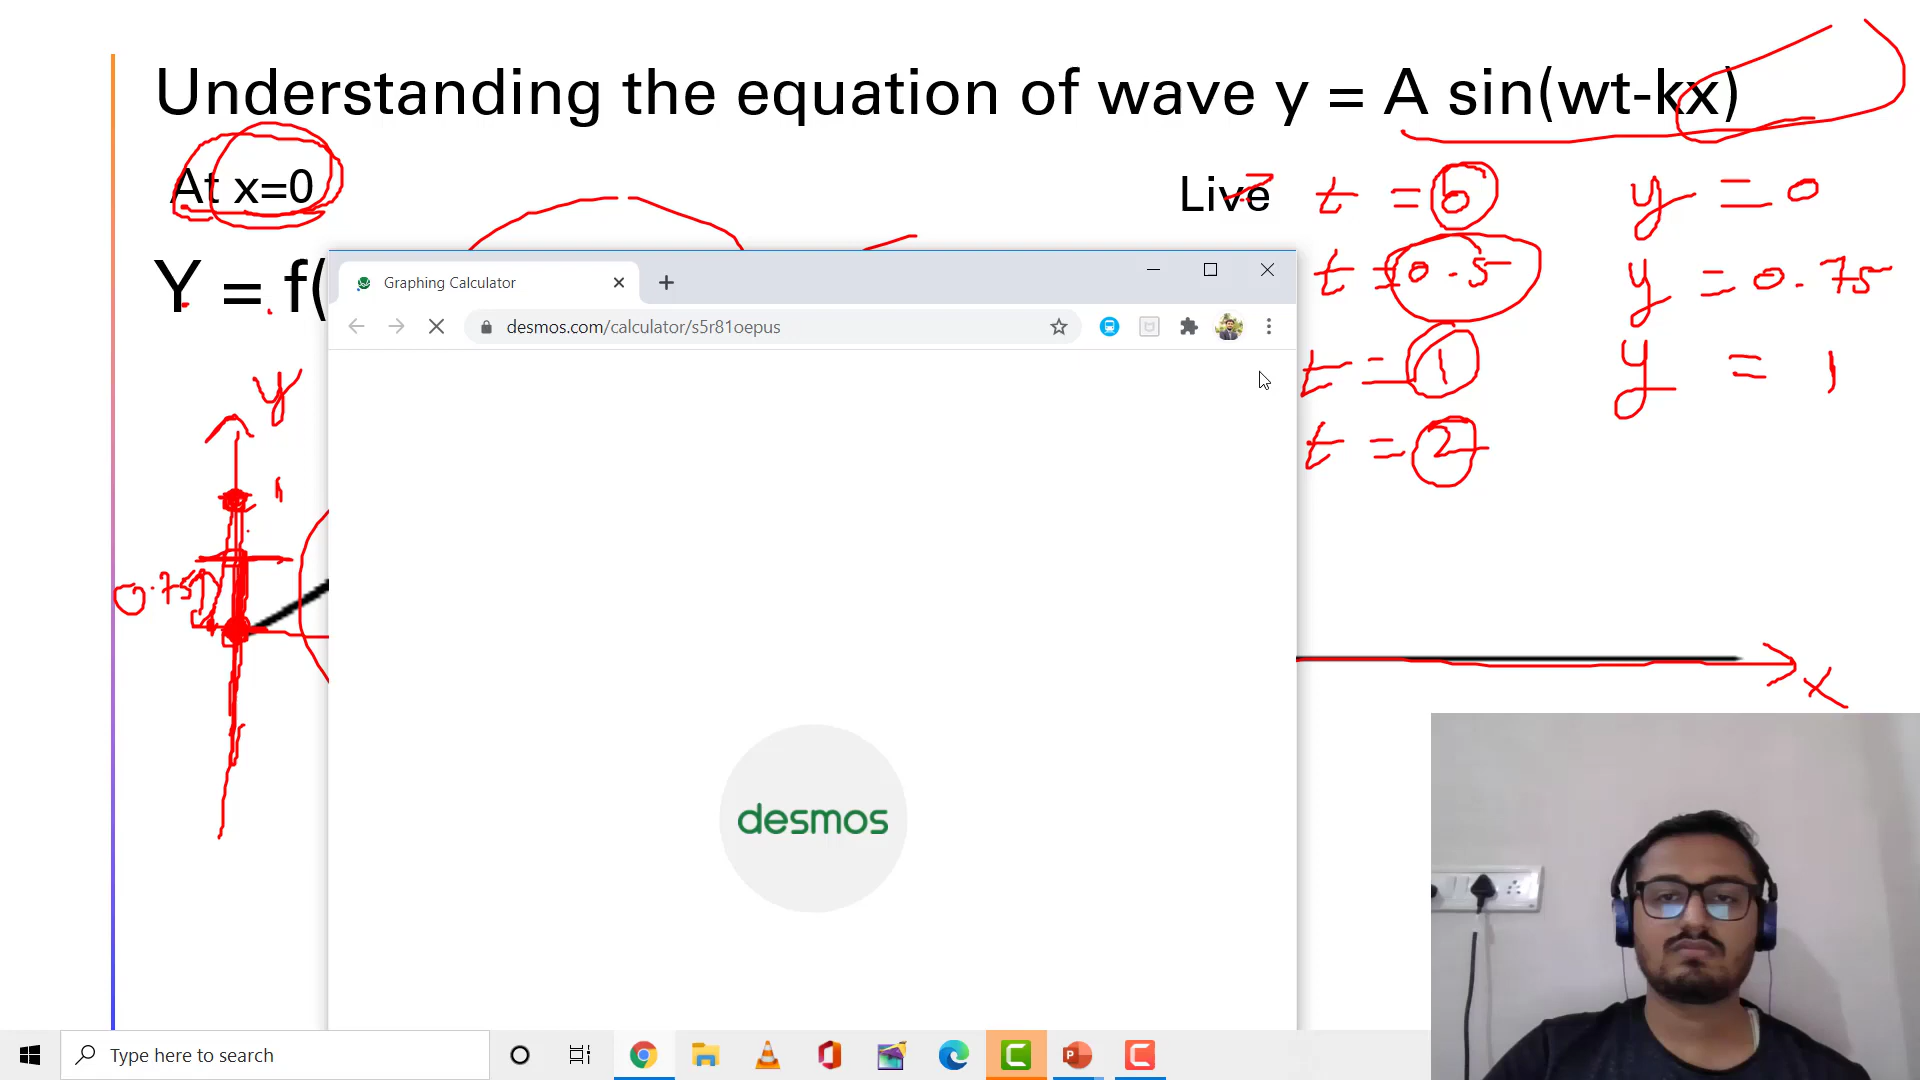 Understanding the equation of wave y = A sin(wt-kx)
At x=0
Live
t = 0
y = 0
Y = f(
t = 0.5
y = 0.75
t = 1
y = 1
t = 2
Graphing Calculator
desmos.com/calculator/s5r81oepus
y
1
0.75
x
desmos
Type here to search